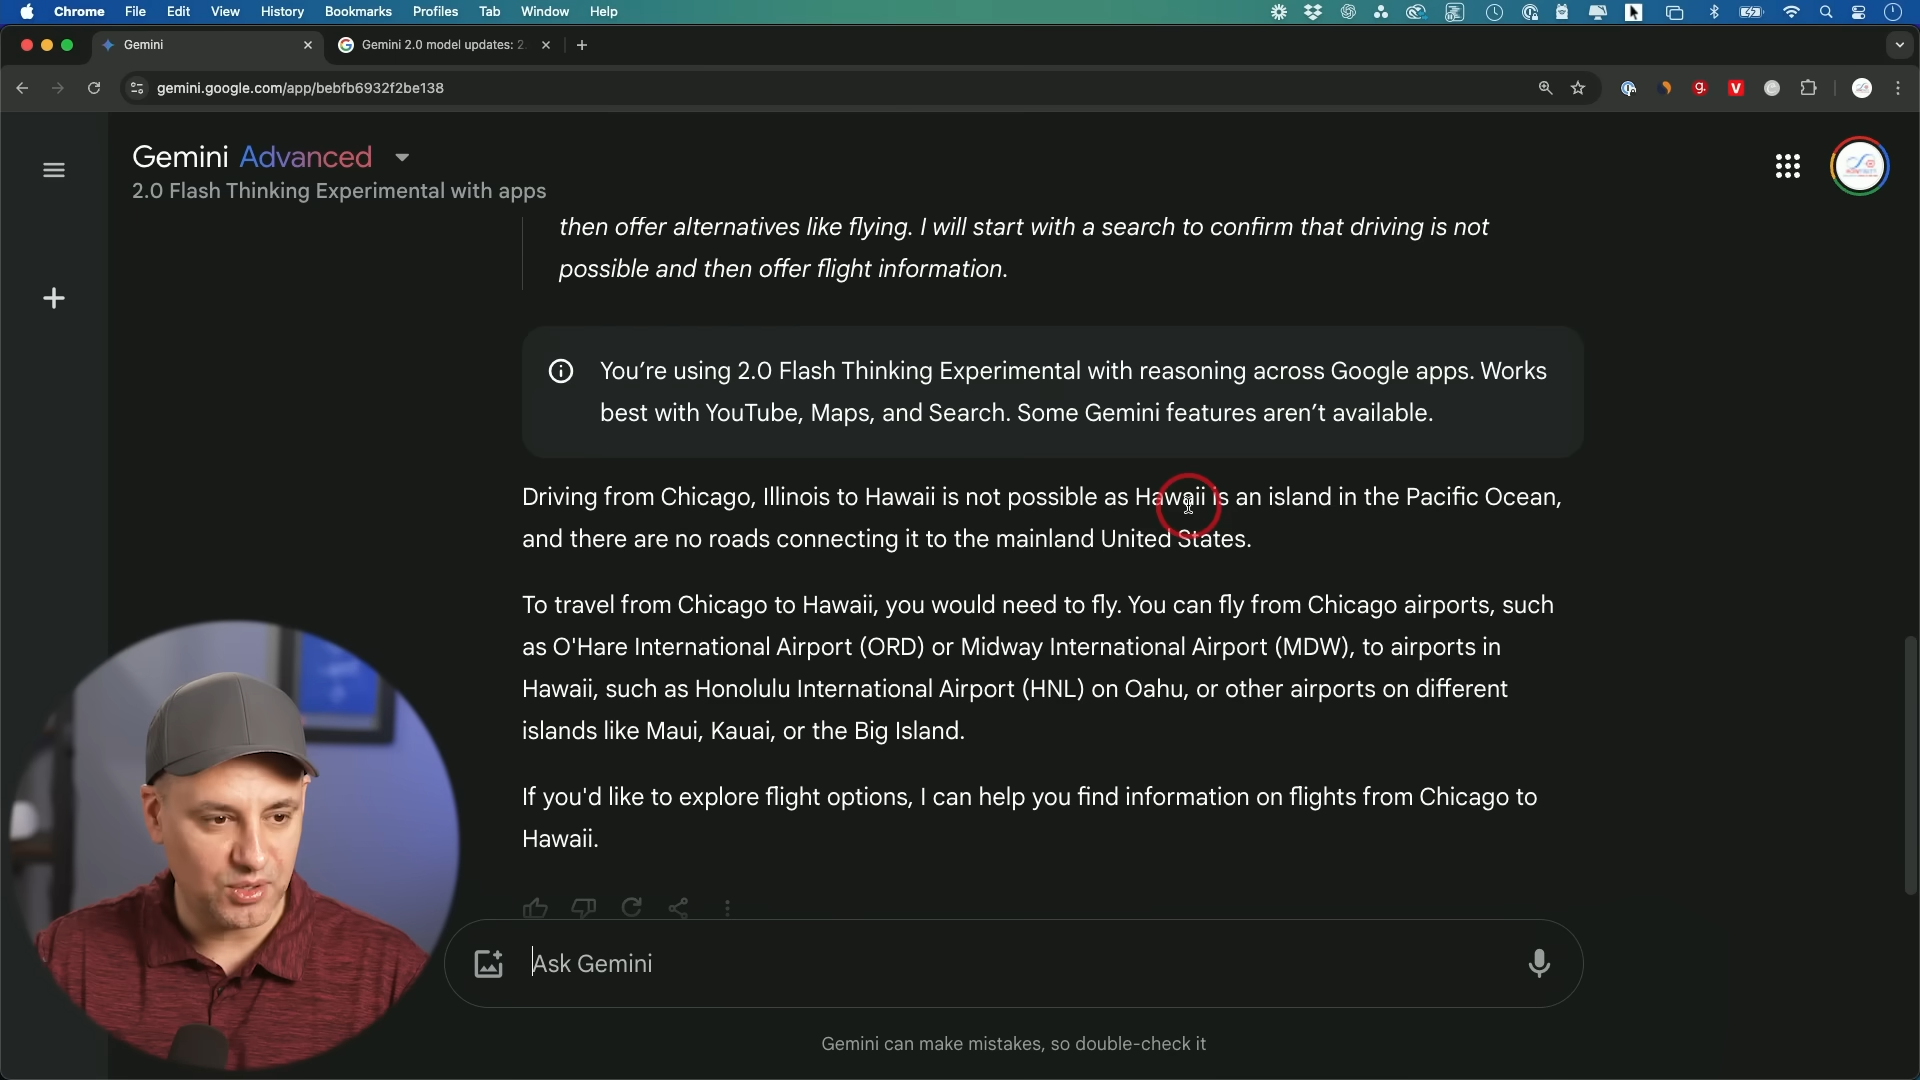 Chrome File Edit View History Bookmarks Profiles Tab Window Help
Gemini
Gemini 2.0 model updates: 2.
gemini.google.com/app/bebfb6932f2be138
Gemini Advanced
2.0 Flash Thinking Experimental with apps
then offer alternatives like flying. I will start with a search to confirm that driving is not
possible and then offer flight information.
You're using 2.0 Flash Thinking Experimental with reasoning across Google apps. Works
best with YouTube, Maps, and Search. Some Gemini features aren't available.
Driving from Chicago, Illinois to Hawaii is not possible as Hawaii is an island in the Pacific Ocean,
and there are no roads connecting it to the mainland United States.
To travel from Chicago to Hawaii, you would need to fly. You can fly from Chicago airports, such
as O'Hare International Airport (ORD) or Midway International Airport (MDW), to airports in
Hawaii, such as Honolulu International Airport (HNL) on Oahu, or other airports on different
islands like Maui, Kauai, or the Big Island.
If you'd like to explore flight options, I can help you find information on flights from Chicago to
Hawaii.
Ask Gemini
Gemini can make mistakes, so double-check it